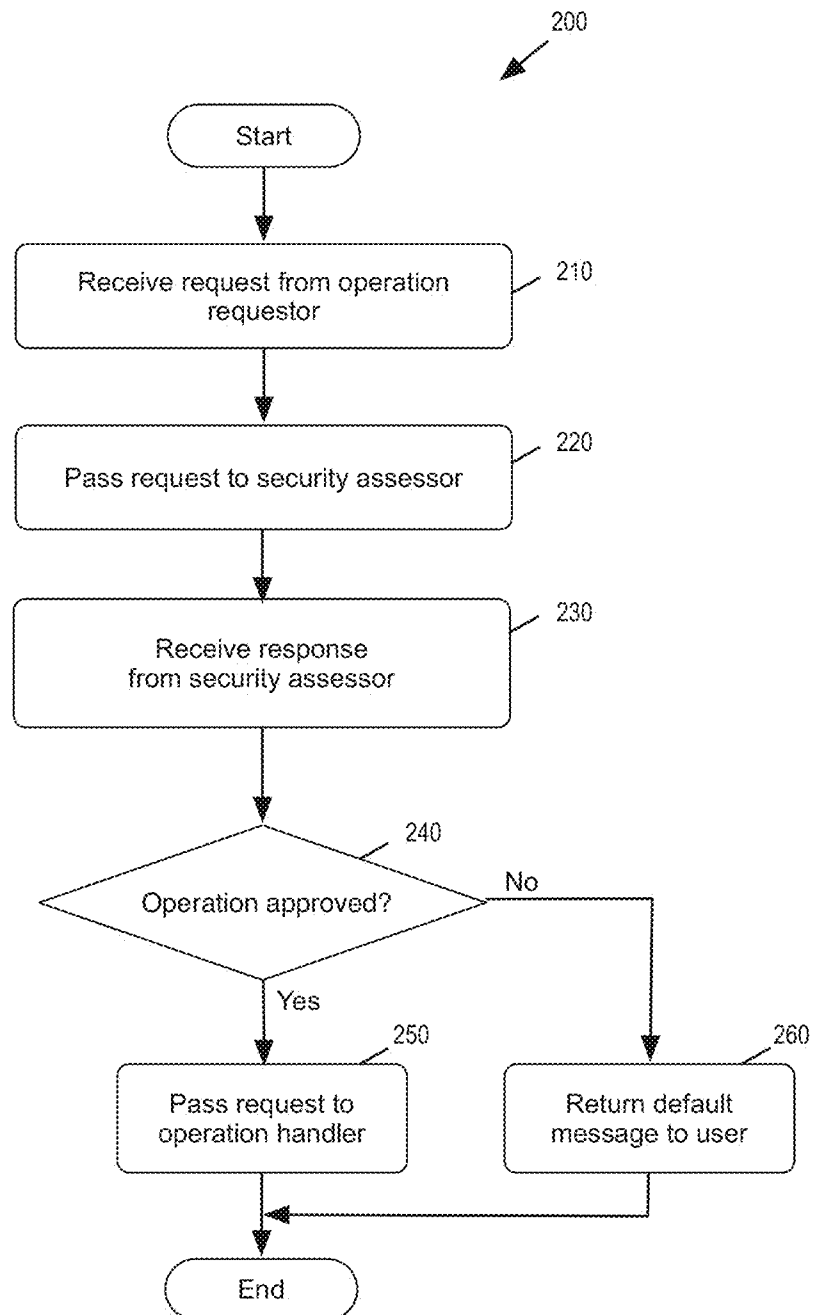 200
Start
Receive request from operation
requestor
210
Pass request to security assessor
220
Receive response
from security assessor
230
Operation approved?
240
No
Yes
Pass request to
operation handler
250
Return default
message to user
260
End